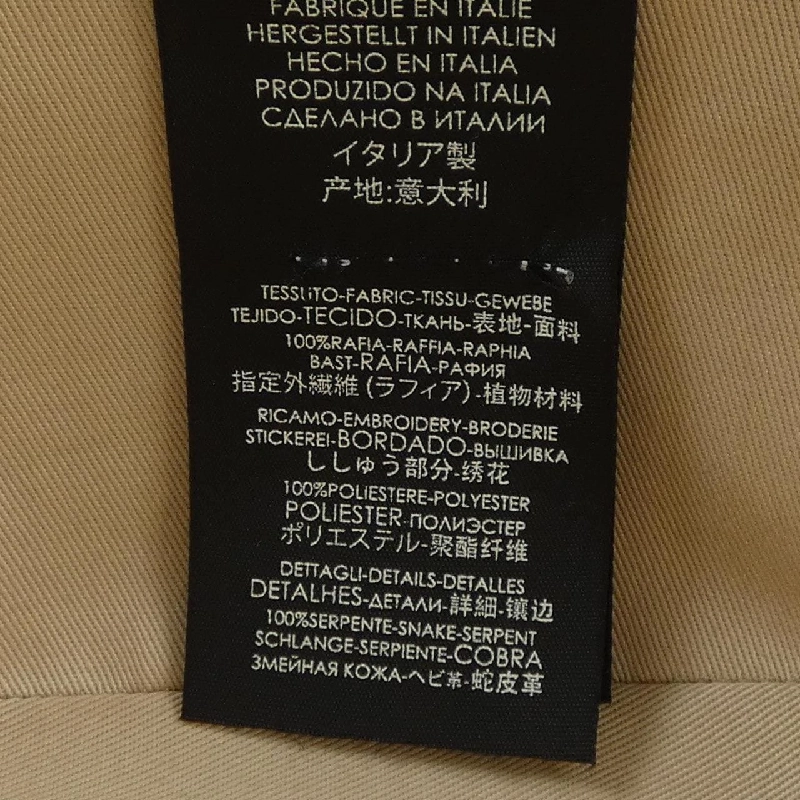 FABRIQUÉ EN ITALIE
HERGESTELLT IN ITALIEN
HECHO EN ITALIA
PRODUZIDO NA ITALIA
СДЕЛАНО В ИТАЛИИ
イタリア製
产地:意大利
TESSUTO-FABRIC-TISSU-GEWEBE
TEJIDO-TECIDO-ТКАНЬ-表地-面料
100%RAFIA-RAFFIA-RAPHIA
BAST-RAFIA-РАФИЯ
指定外繊維(ラフィア)-植物材料
RICAMO-EMBROIDERY-BRODERIE
STICKEREI-BORDADO-ВЫШИВКА
ししゅう部分-绣花
100%POLIESTERE-POLYESTER
POLIESTER-ПОЛИЭСТЕР
ポリエステル-聚酯纤维
DETTAGLI-DETAILS-DETALLES
DETALHES-ДЕТАЛИ-詳細-镶边
100%SERPENTE-SNAKE-SERPENT
SCHLANGE-SERPIENTE-COBRA
ЗМЕЙНАЯ КОЖА-ヘビ革-蛇皮革